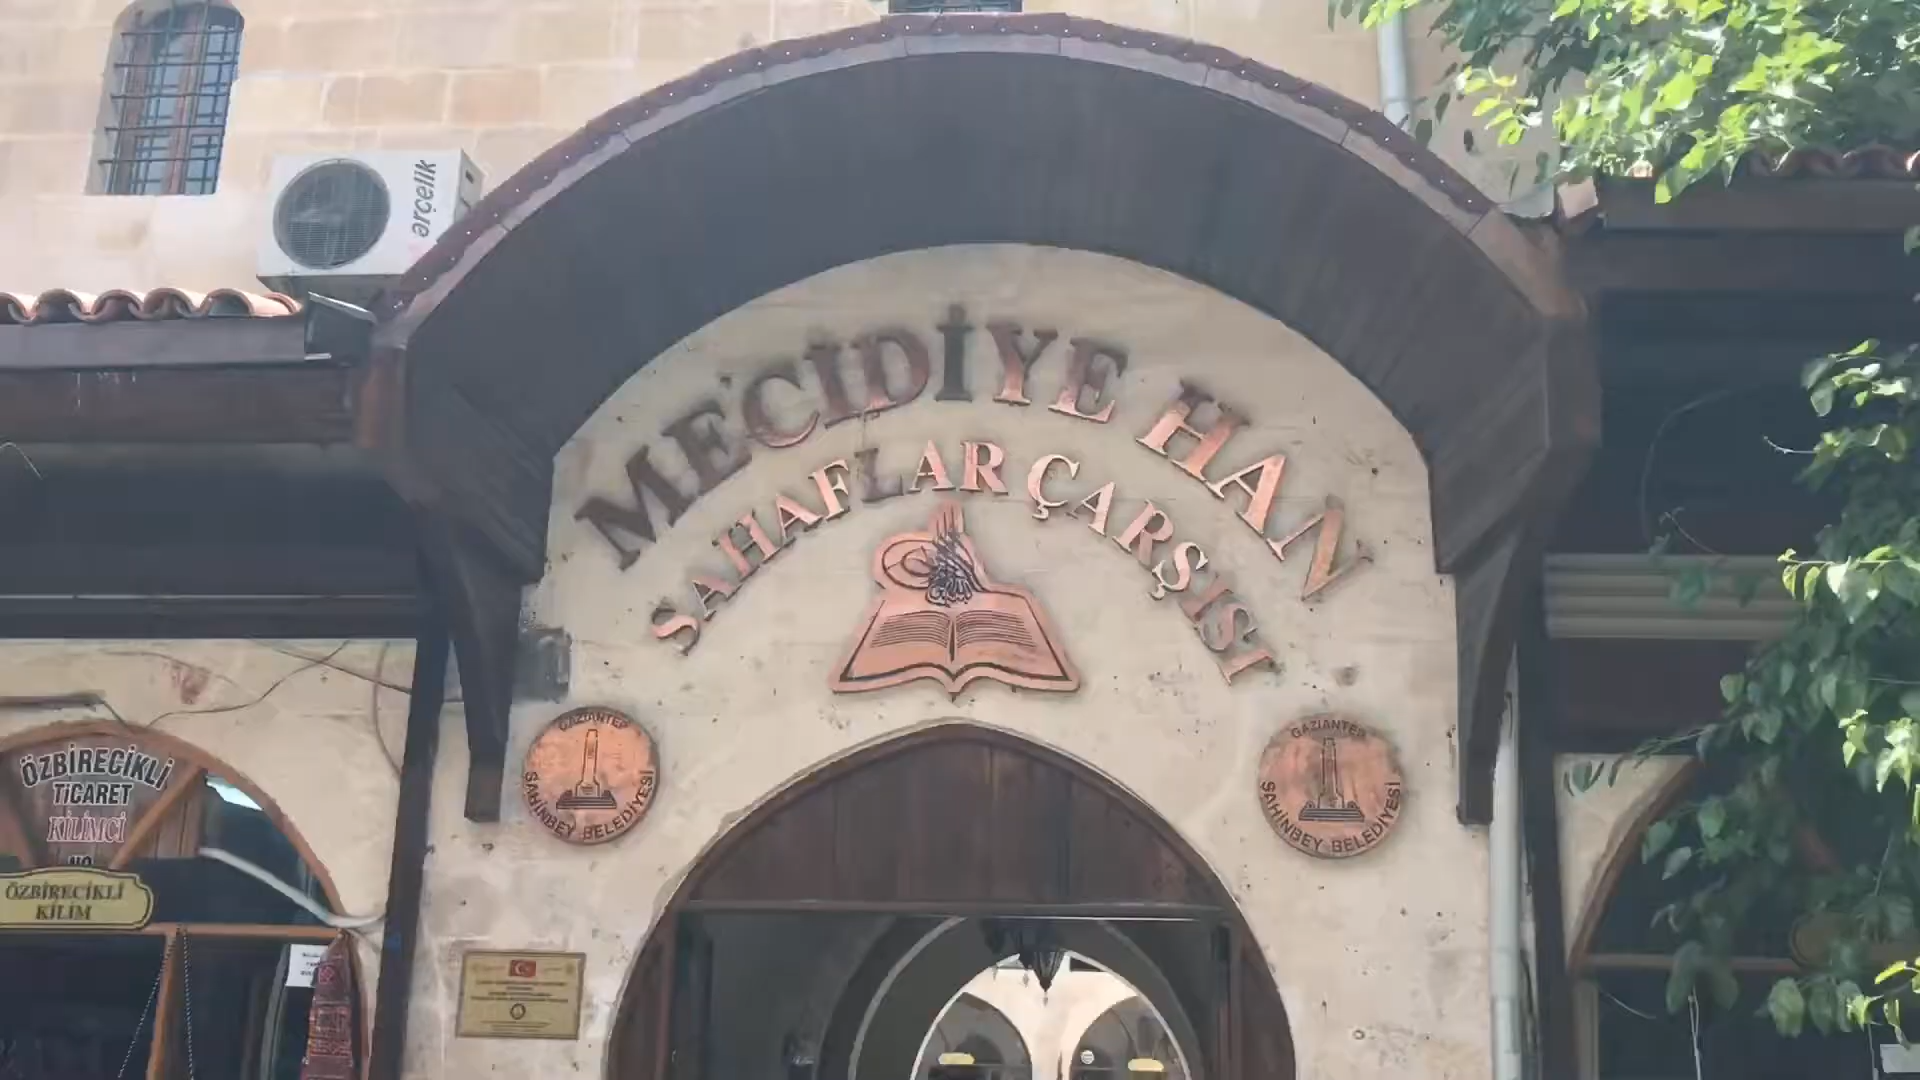 arçelik
MECİDİYE HAN
SAHAFLAR ÇARŞISI
GAZİANTEP
ŞAHİNBEY BELEDİYESİ
GAZİANTEP
ŞAHİNBEY BELEDİYESİ
ÖZBİRECİKLİ
TİCARET
KİLİMCİ
NO
ÖZBİRECİKLİ
KİLİM